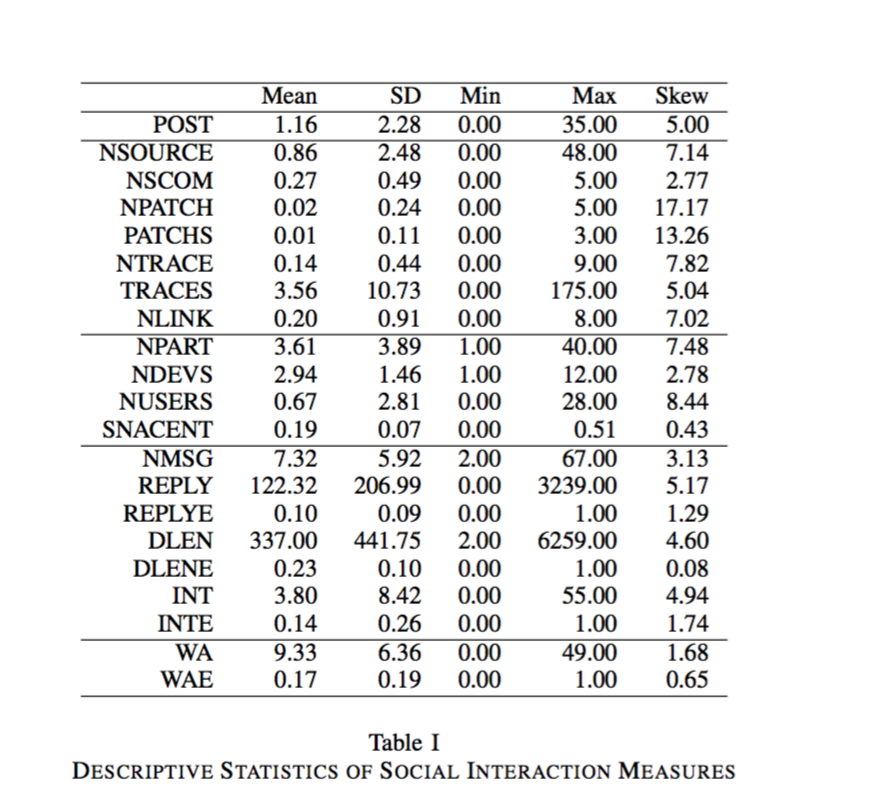 Mean SD Min Max Skew
POST 1.16 2.28 0.00 35.00 5.00
NSOURCE 0.86 2.48 0.00 48.00 7.14
NSCOM 0.27 0.49 0.00 5.00 2.77
NPATCH 0.02 0.24 0.00 5.00 17.17
PATCHS 0.01 0.11 0.00 3.00 13.26
NTRACE 0.14 0.44 0.00 9.00 7.82
TRACES 3.56 10.73 0.00 175.00 5.04
NLINK 0.20 0.91 0.00 8.00 7.02
NPART 3.61 3.89 1.00 40.00 7.48
NDEVS 2.94 1.46 1.00 12.00 2.78
NUSERS 0.67 2.81 0.00 28.00 8.44
SNACENT 0.19 0.07 0.00 0.51 0.43
NMSG 7.32 5.92 2.00 67.00 3.13
REPLY 122.32 206.99 0.00 3239.00 5.17
REPLYE 0.10 0.09 0.00 1.00 1.29
DLEN 337.00 441.75 2.00 6259.00 4.60
DLENE 0.23 0.10 0.00 1.00 0.08
INT 3.80 8.42 0.00 55.00 4.94
INTE 0.14 0.26 0.00 1.00 1.74
WA 9.33 6.36 0.00 49.00 1.68
WAE 0.17 0.19 0.00 1.00 0.65
Table I
DESCRIPTIVE STATISTICS OF SOCIAL INTERACTION MEASURES